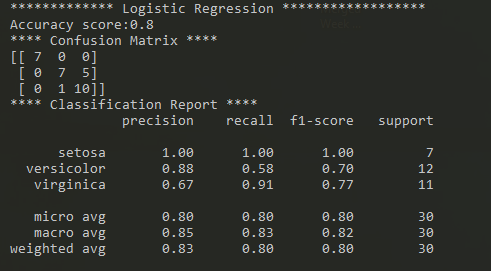 ************* Logistic Regression ******************
Accuracy score:0.8
**** Confusion Matrix ****
[[ 7  0  0]
 [ 0  7  5]
 [ 0  1 10]]
**** Classification Report ****
              precision    recall  f1-score   support
      setosa       1.00      1.00      1.00         7
  versicolor       0.88      0.58      0.70        12
   virginica       0.67      0.91      0.77        11
   micro avg       0.80      0.80      0.80        30
   macro avg       0.85      0.83      0.82        30
weighted avg       0.83      0.80      0.80        30